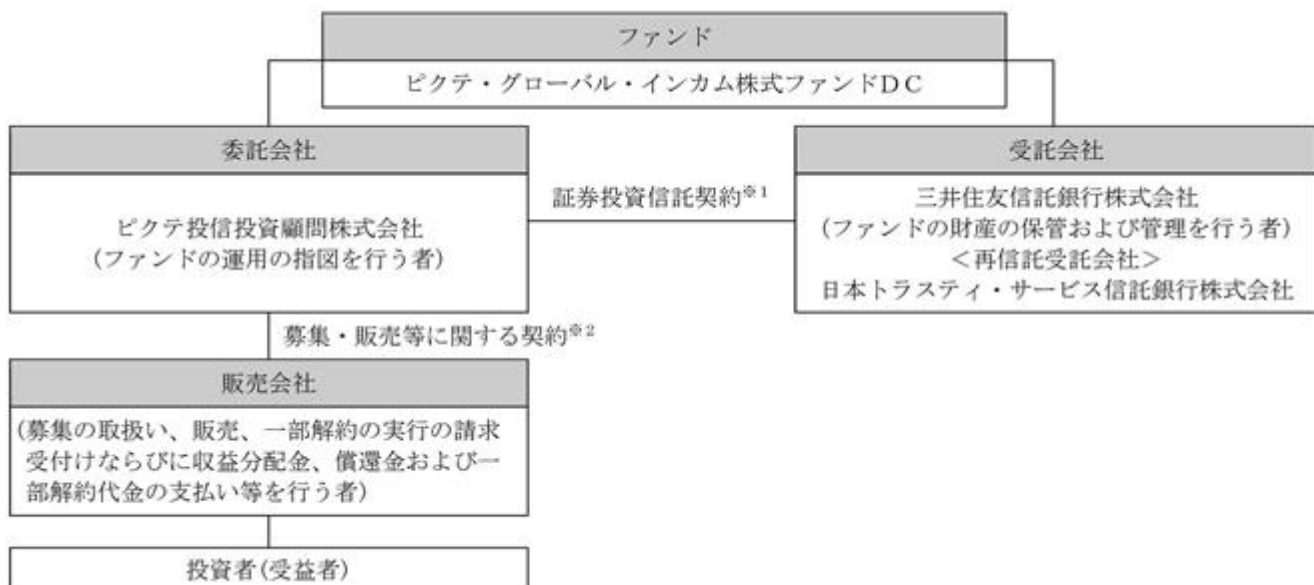 ファンド
ピクテ・グローバル・インカム株式ファンドＤＣ
委託会社
ピクテ投信投資顧問株式会社
(ファンドの運用の指図を行う者)
証券投資信託契約※1
受託会社
三井住友信託銀行株式会社
(ファンドの財産の保管および管理を行う者)
＜再信託受託会社＞
日本トラスティ・サービス信託銀行株式会社
募集・販売等に関する契約※2
販売会社
(募集の取扱い、販売、一部解約の実行の請求
受付けならびに収益分配金、償還金および一
部解約代金の支払い等を行う者)
投資者(受益者)